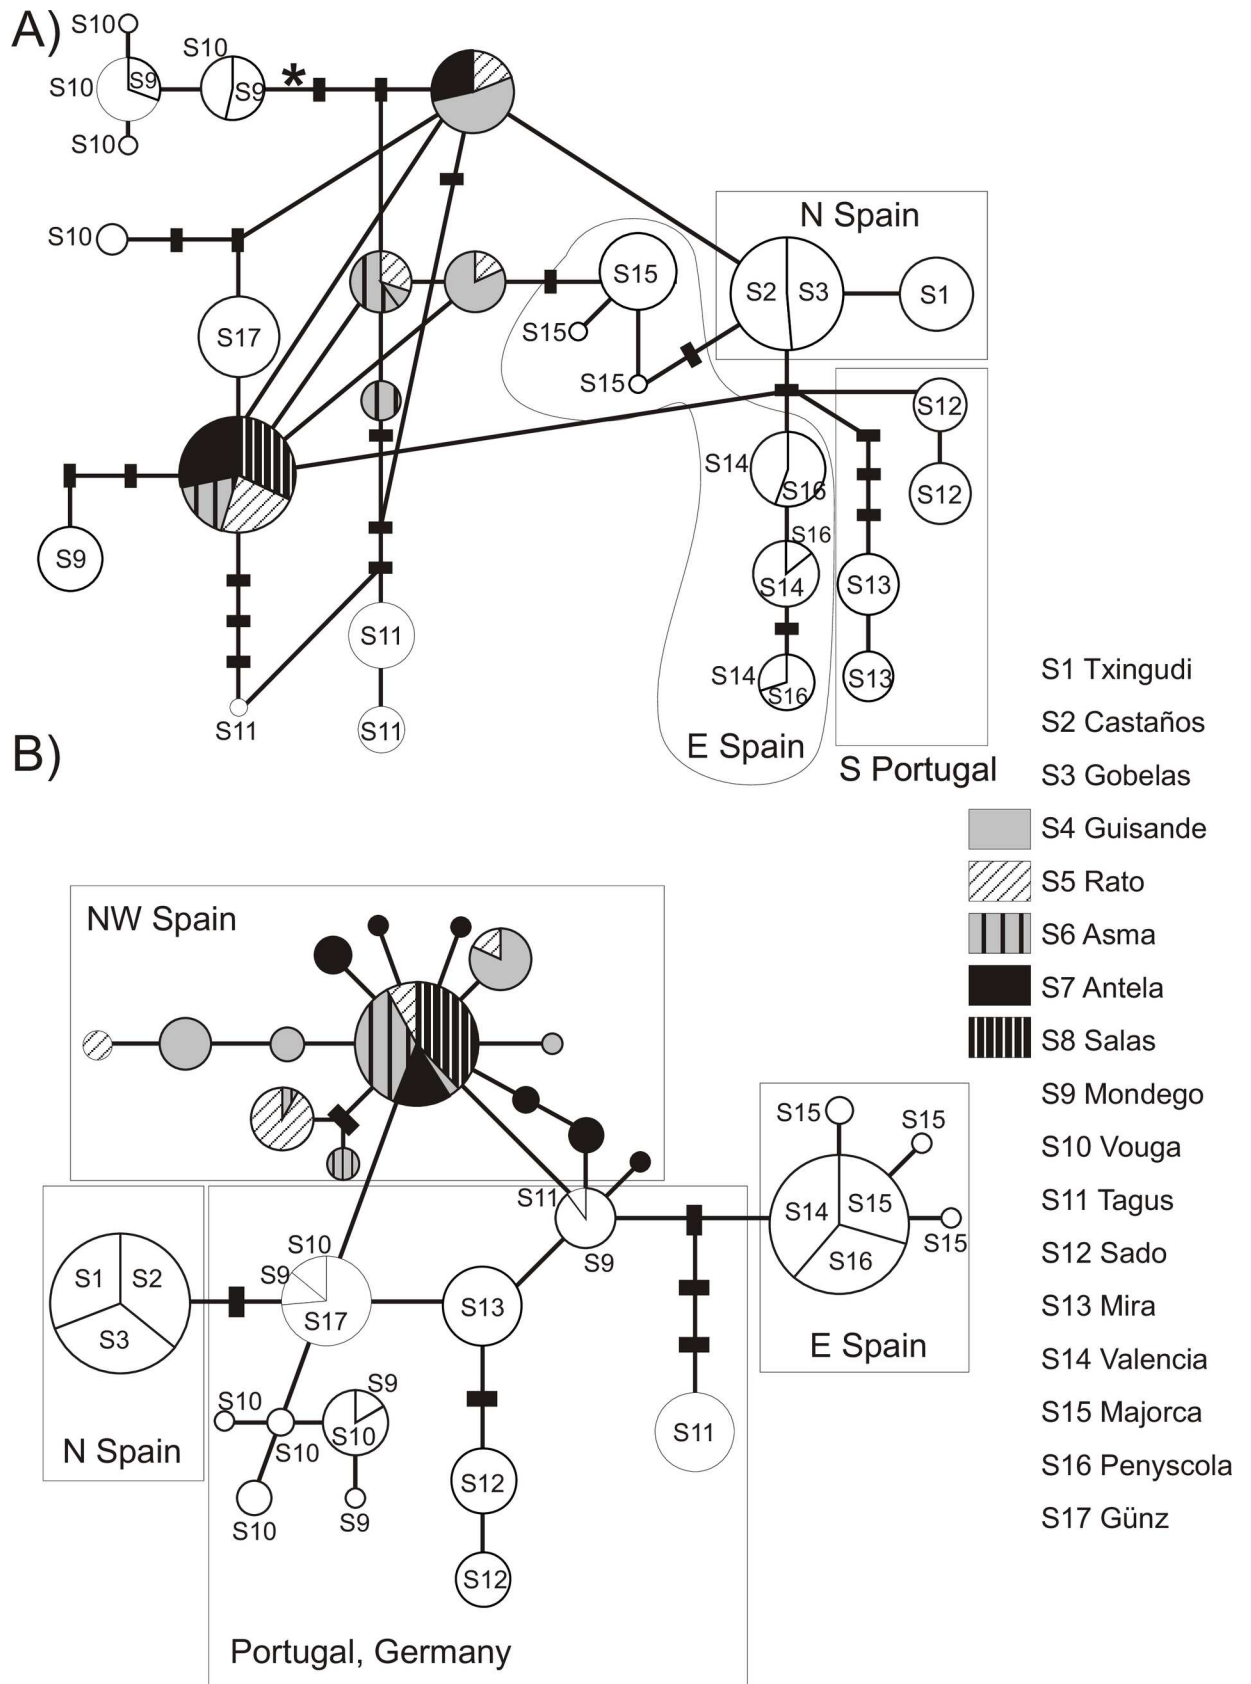 A)
S10
S10
S9
S10
S9
S10
*
S10
N Spain
S2
S3
S1
S15
S15
S15
S17
S12
S12
S14
S16
S16
S14
S14
S16
S9
S13
S13
S11
S11
S11
E Spain
S Portugal
B)
S1 Txingudi
S2 Castaños
S3 Gobelas
S4 Guisande
S5 Rato
S6 Asma
S7 Antela
S8 Salas
S9 Mondego
S10 Vouga
S11 Tagus
S12 Sado
S13 Mira
S14 Valencia
S15 Majorca
S16 Penyscola
S17 Günz
NW Spain
S15
S15
S14
S15
S16
S15
E Spain
S11
S9
S1
S2
S3
N Spain
S10
S9
S17
S13
S10
S10
S9
S10
S10
S9
S12
S12
S11
Portugal, Germany